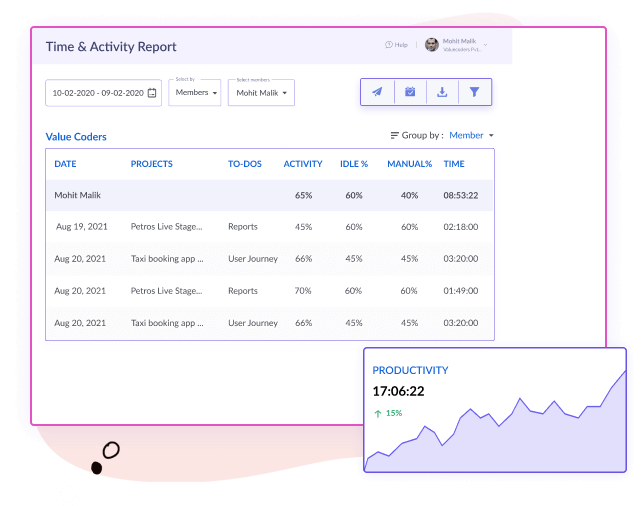 Time & Activity Report
Help
Mohit Malik
Valuecoders Pvt...
Select by
Select members
10-02-2020 - 09-02-2020
Members
Mohit Malik
Value Coders
Group by : Member
DATE PROJECTS TO-DOS ACTIVITY IDLE % MANUAL% TIME
Mohit Malik 65% 60% 40% 08:53:22
Aug 19, 2021 Petros Live Stage... Reports 45% 60% 60% 02:18:00
Aug 20, 2021 Taxi booking app ... User Journey 66% 45% 45% 03:20:00
Aug 20, 2021 Petros Live Stage... Reports 70% 60% 60% 01:49:00
Aug 20, 2021 Taxi booking app ... User Journey 66% 45% 45% 03:20:00
PRODUCTIVITY
17:06:22
15%